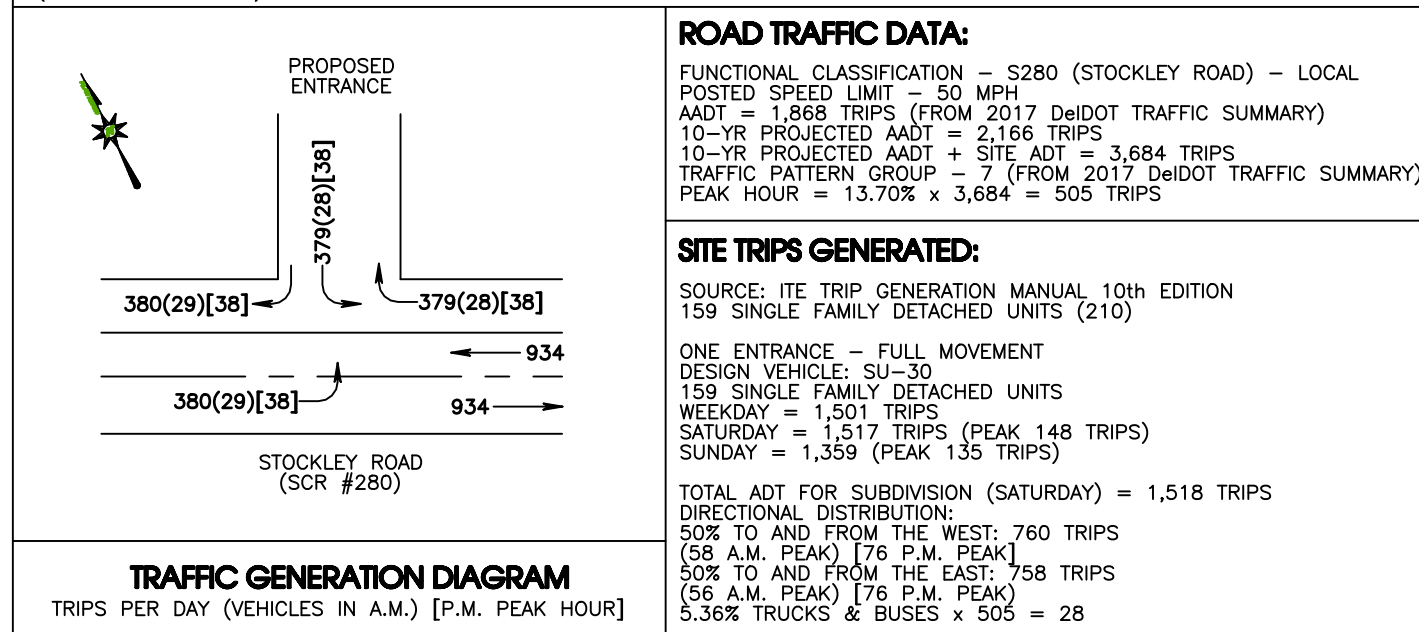 PROPOSED
ENTRANCE
379(28)[38]
380(29)[38]
379(28)[38]
934
380(29)[38]
934
STOCKLEY ROAD
(SCR #280)
TRAFFIC GENERATION DIAGRAM
TRIPS PER DAY (VEHICLES IN A.M.) [P.M. PEAK HOUR]
ROAD TRAFFIC DATA:
FUNCTIONAL CLASSIFICATION – S280 (STOCKLEY ROAD) – LOCAL
POSTED SPEED LIMIT – 50 MPH
AADT = 1,868 TRIPS (FROM 2017 DelDOT TRAFFIC SUMMARY)
10–YR PROJECTED AADT = 2,166 TRIPS
10–YR PROJECTED AADT + SITE ADT = 3,684 TRIPS
TRAFFIC PATTERN GROUP – 7 (FROM 2017 DelDOT TRAFFIC SUMMARY)
PEAK HOUR = 13.70% x 3,684 = 505 TRIPS
SITE TRIPS GENERATED:
SOURCE: ITE TRIP GENERATION MANUAL 10th EDITION
159 SINGLE FAMILY DETACHED UNITS (210)
ONE ENTRANCE – FULL MOVEMENT
DESIGN VEHICLE: SU–30
159 SINGLE FAMILY DETACHED UNITS
WEEKDAY = 1,501 TRIPS
SATURDAY = 1,517 TRIPS (PEAK 148 TRIPS)
SUNDAY = 1,359 (PEAK 135 TRIPS)
TOTAL ADT FOR SUBDIVISION (SATURDAY) = 1,518 TRIPS
DIRECTIONAL DISTRIBUTION:
50% TO AND FROM THE WEST: 760 TRIPS
(58 A.M. PEAK) [76 P.M. PEAK]
50% TO AND FROM THE EAST: 758 TRIPS
(56 A.M. PEAK) [76 P.M. PEAK)
5.36% TRUCKS & BUSES x 505 = 28